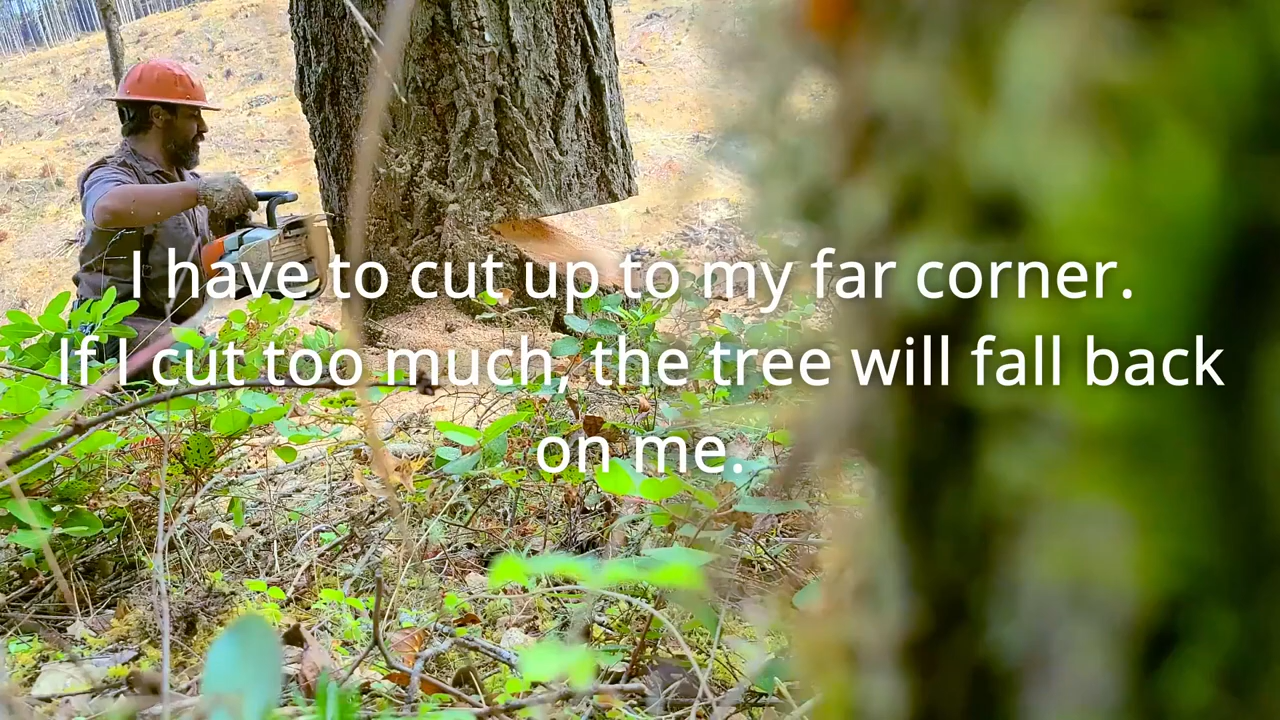 I have to cut up to my far corner.
If I cut too much, the tree will fall back
on me.